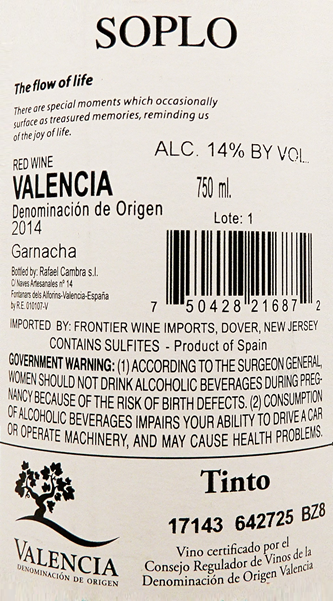 SOPLO
The flow of life
There are special moments which occasionally
surface as treasured memories, reminding us
of the joy of life.
ALC. 14% BY VOL.
RED WINE
VALENCIA
750 ml.
Denominación de Origen
2014
Lote: 1
Garnacha
Bottled by: Rafael Cambra s.l.
C/ Naves Artesanales nº 14
Fontanars dels Alforins-Valencia-España
by R.E. 010107-V
7 50428 21687 2
IMPORTED BY: FRONTIER WINE IMPORTS, DOVER, NEW JERSEY
CONTAINS SULFITES - Product of Spain
GOVERNMENT WARNING: (1) ACCORDING TO THE SURGEON GENERAL,
WOMEN SHOULD NOT DRINK ALCOHOLIC BEVERAGES DURING PREG-
NANCY BECAUSE OF THE RISK OF BIRTH DEFECTS. (2) CONSUMPTION
OF ALCOHOLIC BEVERAGES IMPAIRS YOUR ABILITY TO DRIVE A CAR
OR OPERATE MACHINERY, AND MAY CAUSE HEALTH PROBLEMS.
Tinto
17143 642725 BZ8
VALENCIA
DENOMINACIÓN DE ORIGEN
Vino certificado por el
Consejo Regulador de Vinos de la
Denominación de Origen Valencia